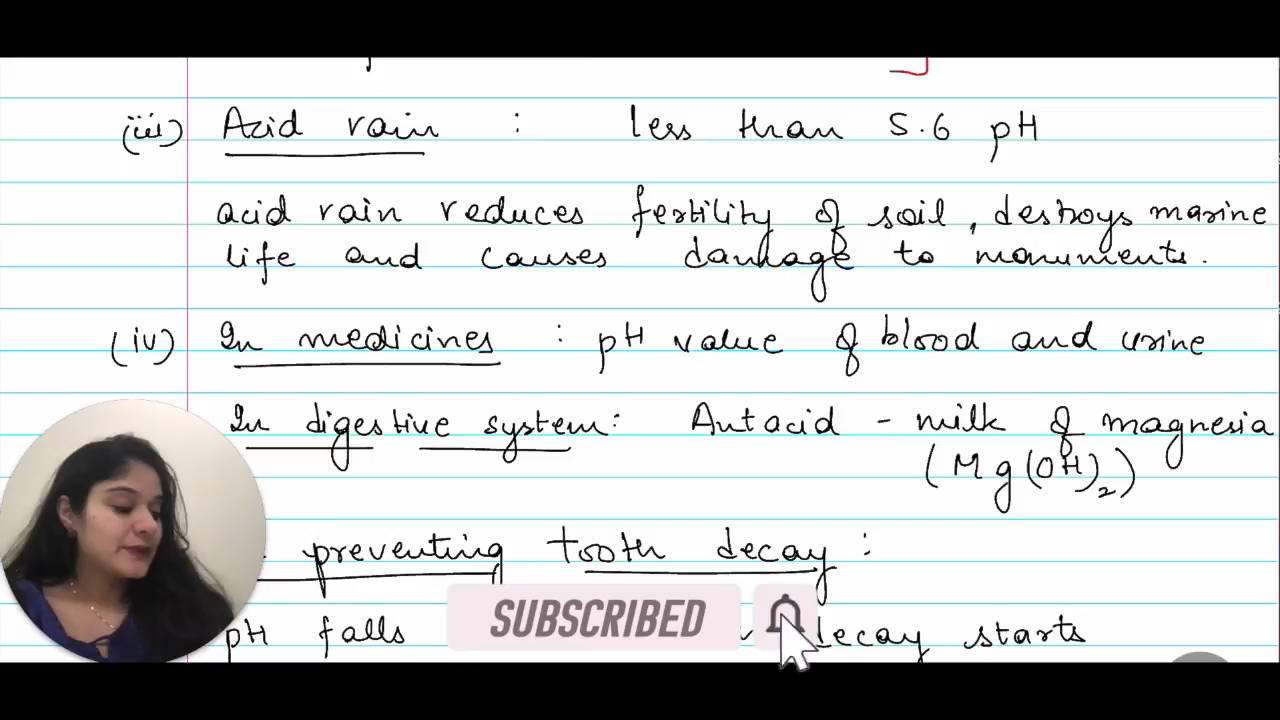 (iii) Acid rain : less than 5.6 pH
acid rain reduces fertility of soil, destroys marine
life and causes damage to monuments.
(iv) In medicines : pH value of blood and urine
In digestive system: Antacid - milk of magnesia
(Mg(OH)2)
preventing tooth decay:
SUBSCRIBED
pH falls decay starts